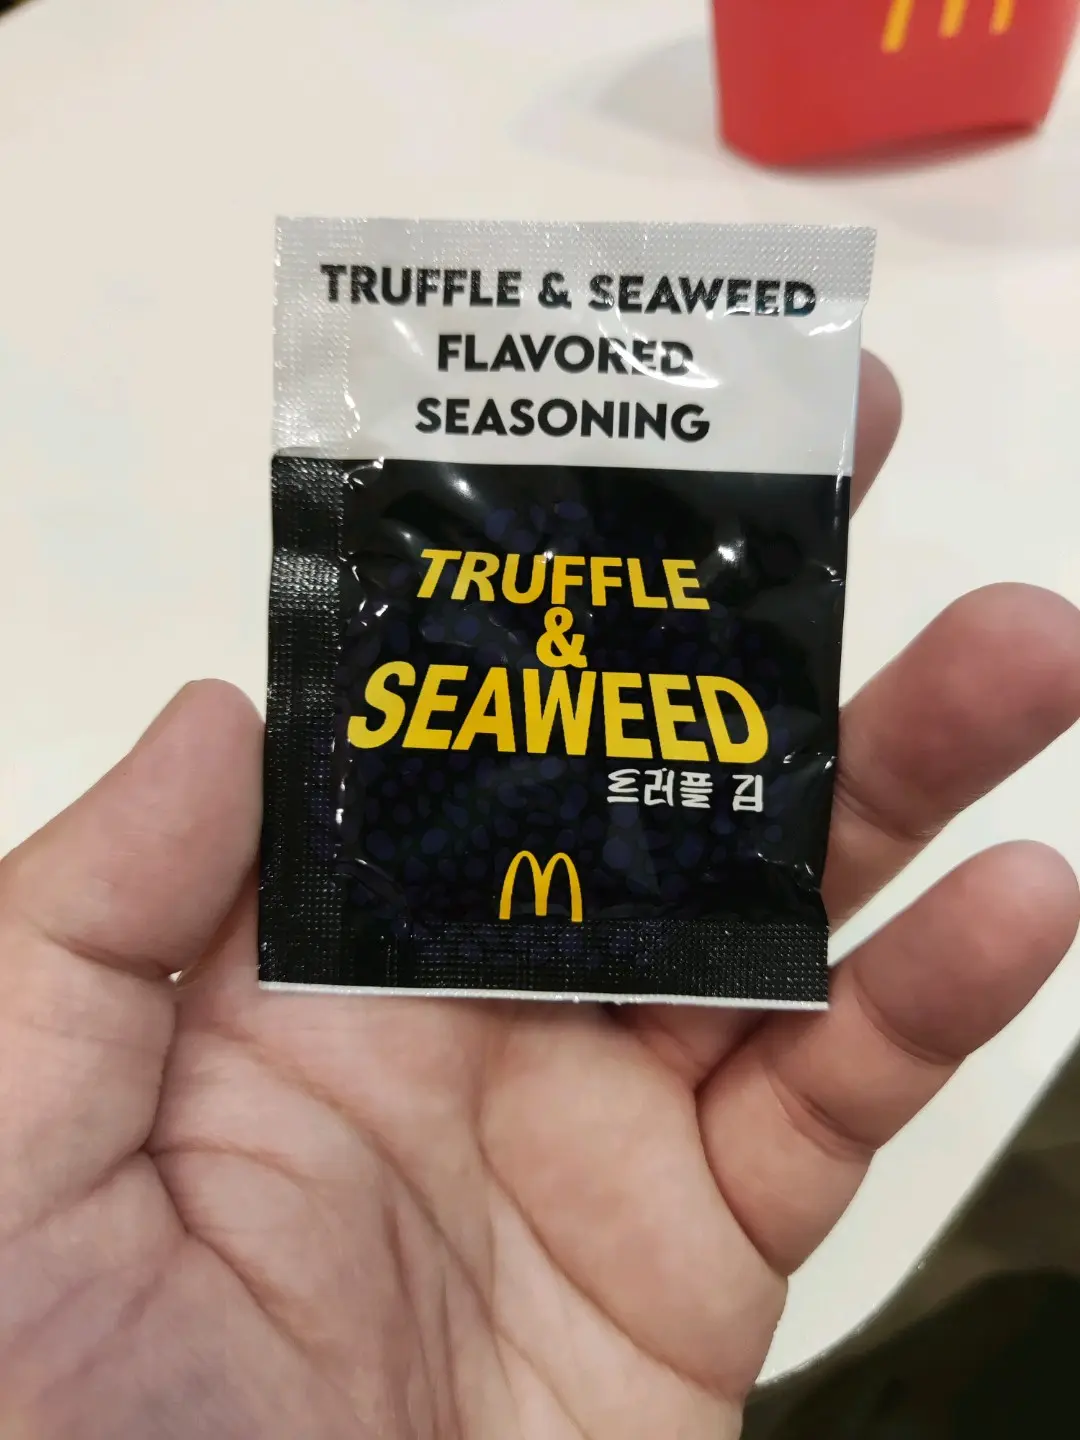 TRUFFLE & SEAWEED
FLAVORED
SEASONING
TRUFFLE
&
SEAWEED
트러플 김